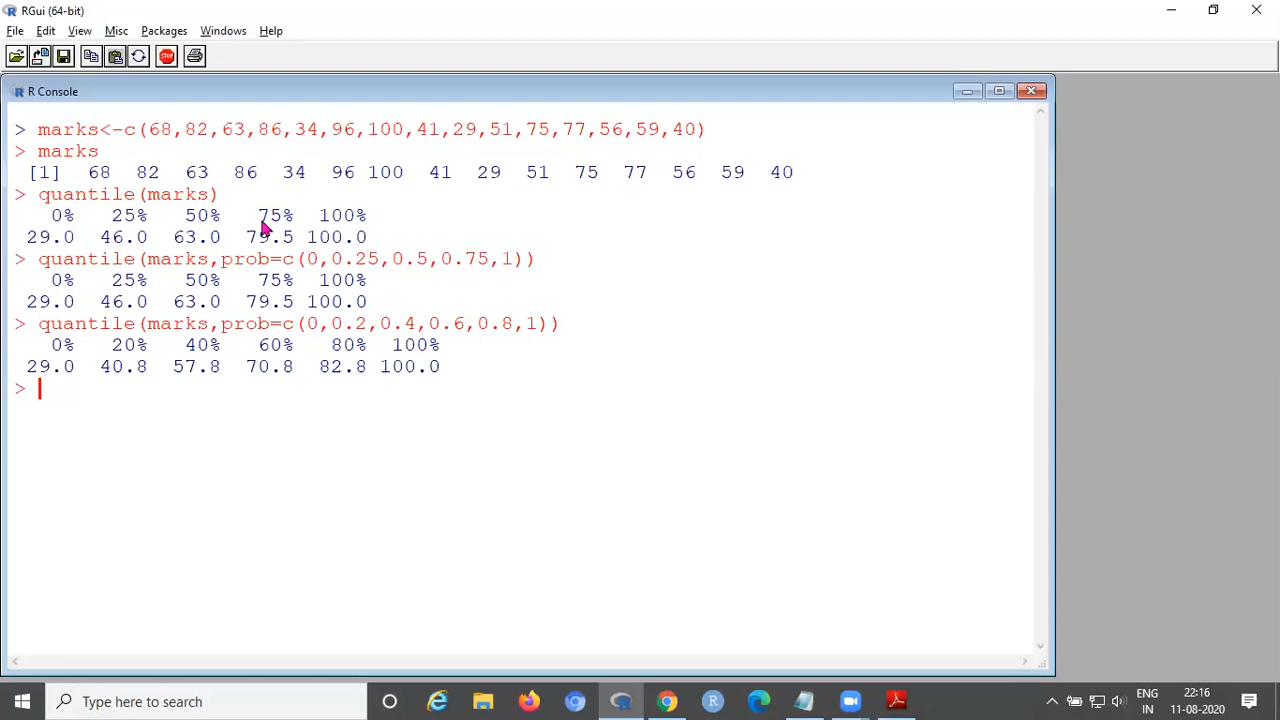 RGui (64-bit)
File Edit View Misc Packages Windows Help
STOP
R Console
> marks<-c(68,82,63,86,34,96,100,41,29,51,75,77,56,59,40)
> marks
[1] 68 82 63 86 34 96 100 41 29 51 75 77 56 59 40
> quantile(marks)
0% 25% 50% 75% 100%
29.0 46.0 63.0 79.5 100.0
> quantile(marks,prob=c(0,0.25,0.5,0.75,1))
0% 25% 50% 75% 100%
29.0 46.0 63.0 79.5 100.0
> quantile(marks,prob=c(0,0.2,0.4,0.6,0.8,1))
0% 20% 40% 60% 80% 100%
29.0 40.8 57.8 70.8 82.8 100.0
>
Type here to search
ENG 22:16
IN 11-08-2020